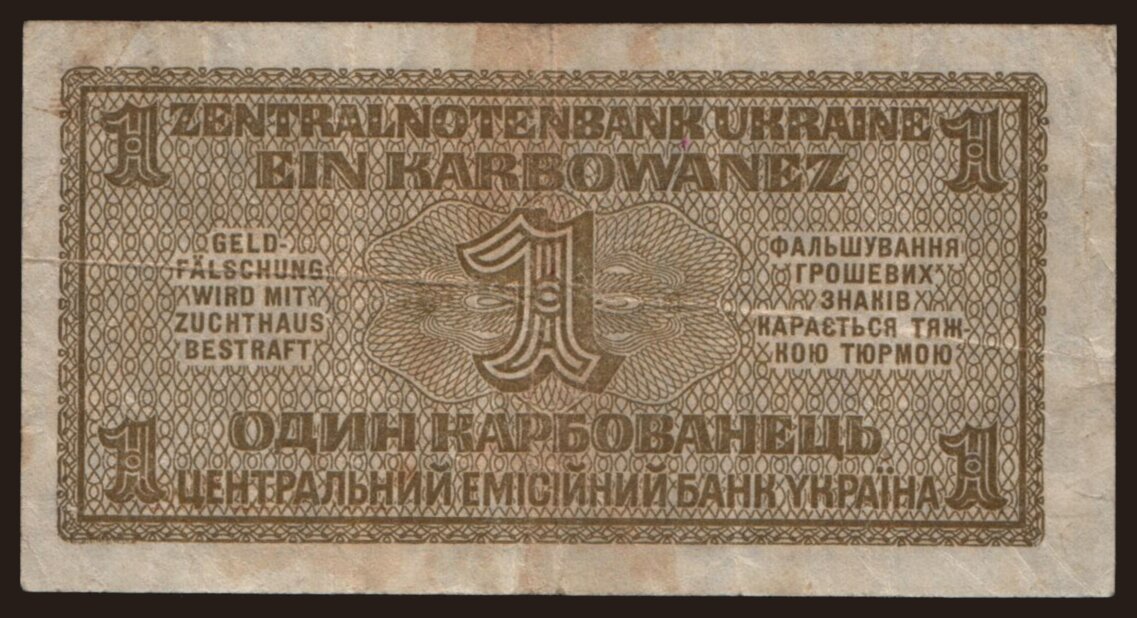 1 ZENTRALNOTENBANK UKRAINE 1
EIN KARBOWANEZ
GELD-
FÄLSCHUNG
WIRD MIT
ZUCHTHAUS
BESTRAFT
1
ФАЛЬШУВАННЯ
ГРОШЕВИХ
ЗНАКІВ
КАРАЄТЬСЯ ТЯЖ-
КОЮ ТЮРМОЮ
ОДИН КАРБОВАНЕЦЬ
1 ЦЕНТРАЛЬНИЙ ЕМІСІЙНИЙ БАНК УКРАЇНА 1